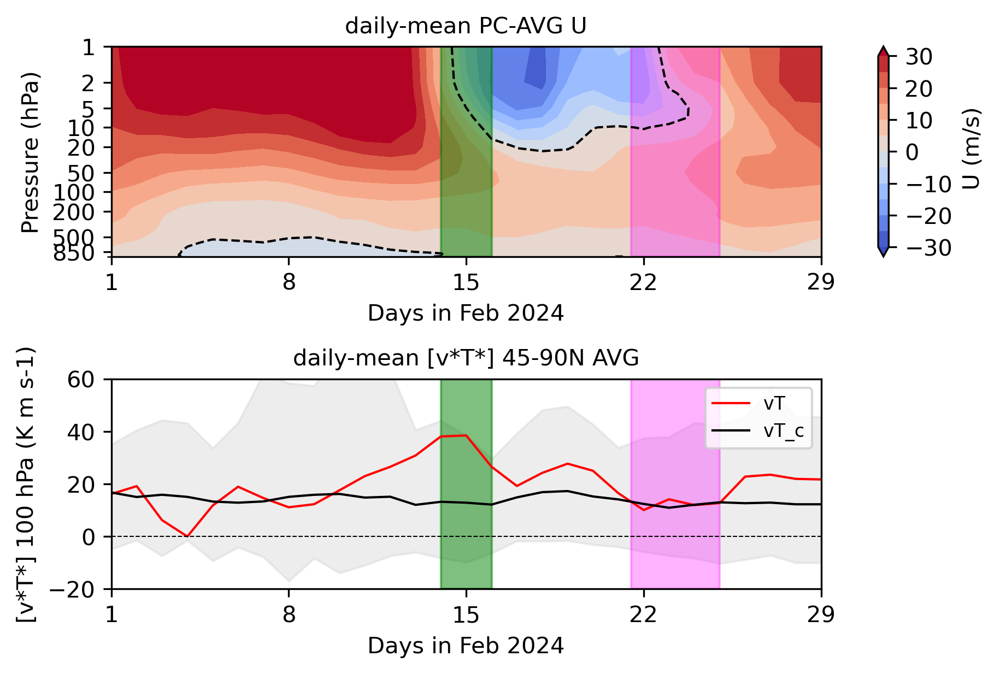 daily-mean PC-AVG U
Pressure (hPa)
1
2
5
10
20
50
100
200
500
850
1 8 15 22 29
Days in Feb 2024
30
20
10
0
−10
−20
−30
U (m/s)
daily-mean [v*T*] 45-90N AVG
[v*T*] 100 hPa (K m s-1)
60
40
20
0
−20
vT
vT_c
1 8 15 22 29
Days in Feb 2024